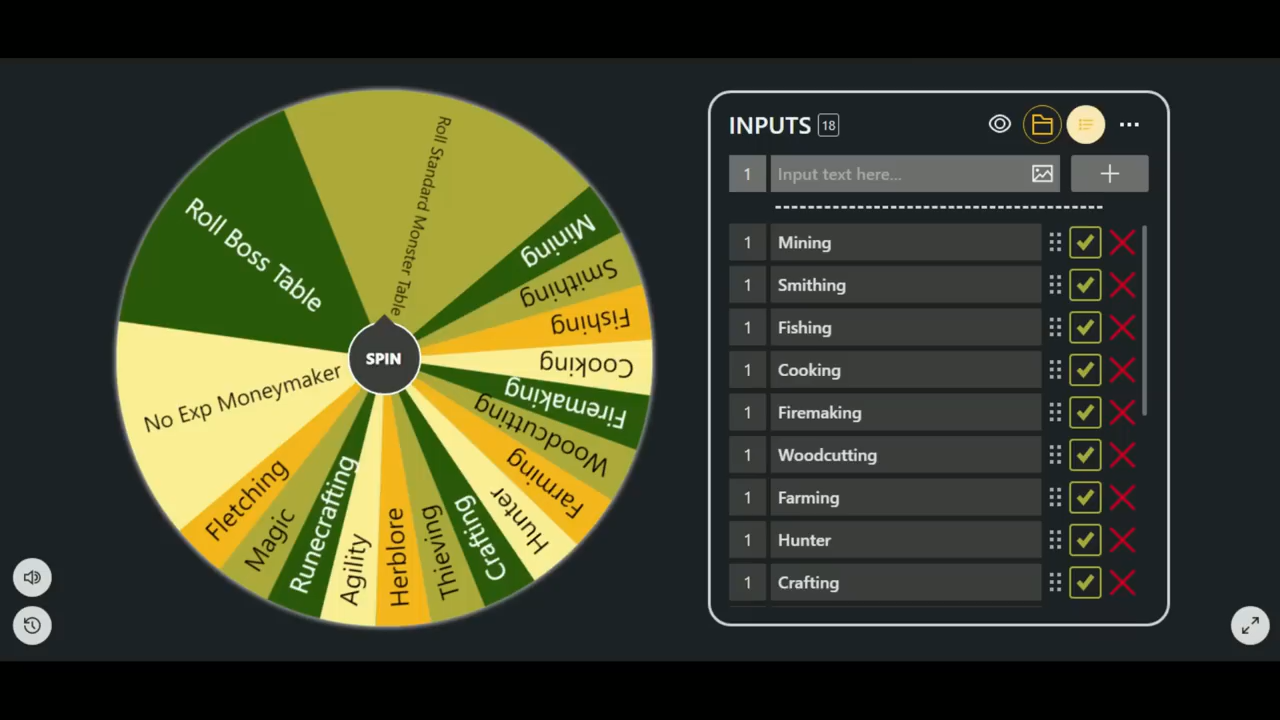 Roll Standard Monster Table
Mining
Smithing
Fishing
Cooking
Firemaking
Woodcutting
Farming
Hunter
Crafting
Thieving
Herblore
Agility
Runecrafting
Magic
Fletching
No Exp Moneymaker
Roll Boss Table
SPIN
INPUTS 18
1 Input text here...
1 Mining
1 Smithing
1 Fishing
1 Cooking
1 Firemaking
1 Woodcutting
1 Farming
1 Hunter
1 Crafting